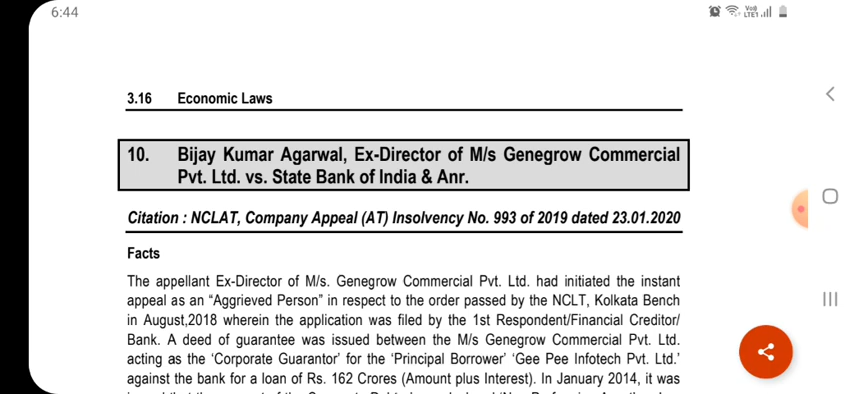 6:44
Vo8
LTE1
3.16 Economic Laws
10. Bijay Kumar Agarwal, Ex-Director of M/s Genegrow Commercial
Pvt. Ltd. vs. State Bank of India & Anr.
Citation : NCLAT, Company Appeal (AT) Insolvency No. 993 of 2019 dated 23.01.2020
Facts
The appellant Ex-Director of M/s. Genegrow Commercial Pvt. Ltd. had initiated the instant
appeal as an “Aggrieved Person” in respect to the order passed by the NCLT, Kolkata Bench
in August,2018 wherein the application was filed by the 1st Respondent/Financial Creditor/
Bank. A deed of guarantee was issued between the M/s Genegrow Commercial Pvt. Ltd.
acting as the ‘Corporate Guarantor’ for the ‘Principal Borrower’ ‘Gee Pee Infotech Pvt. Ltd.’
against the bank for a loan of Rs. 162 Crores (Amount plus Interest). In January 2014, it was